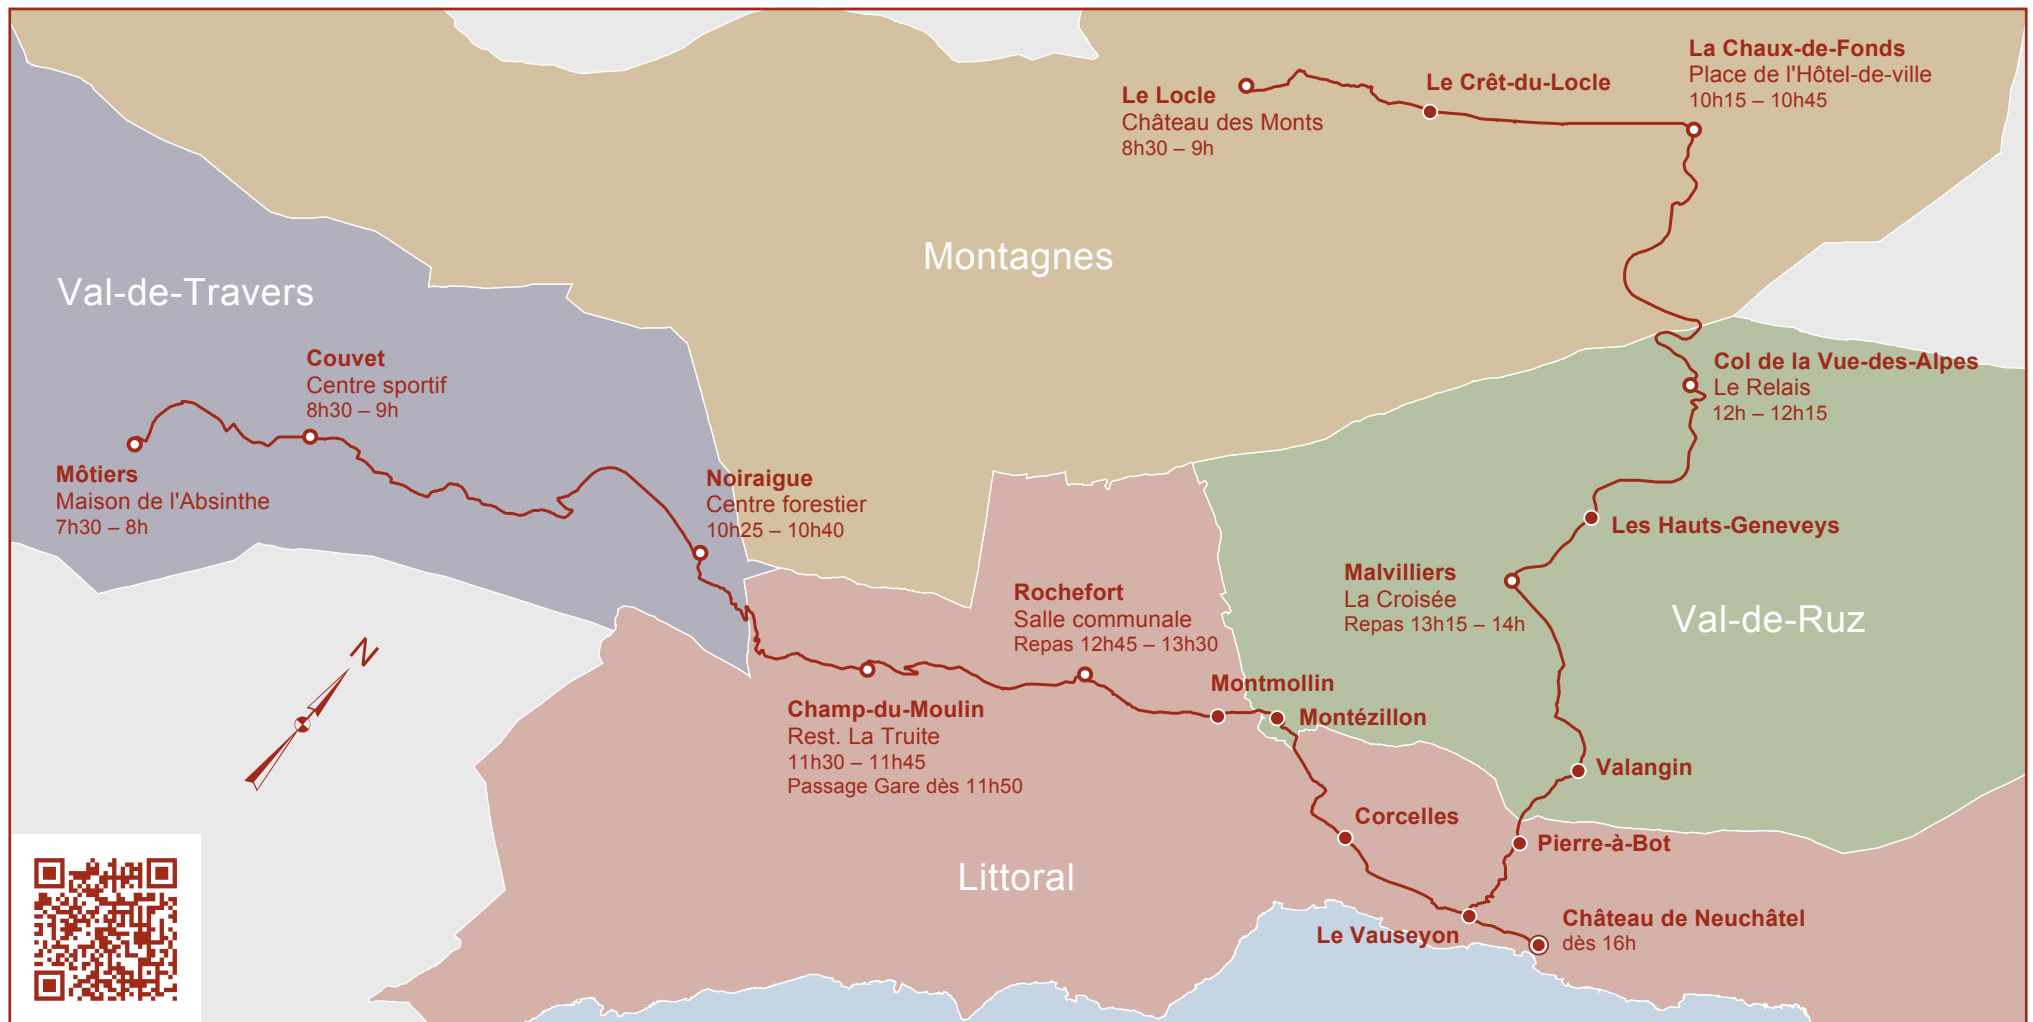 La Chaux-de-Fonds
Place de l'Hôtel-de-ville
10h15 – 10h45
Le Crêt-du-Locle
Le Locle
Château des Monts
8h30 – 9h
Montagnes
Val-de-Travers
Couvet
Centre sportif
8h30 – 9h
Col de la Vue-des-Alpes
Le Relais
12h – 12h15
Môtiers
Maison de l'Absinthe
7h30 – 8h
Noiraigue
Centre forestier
10h25 – 10h40
Les Hauts-Geneveys
Malvilliers
La Croisée
Repas 13h15 – 14h
Val-de-Ruz
Rochefort
Salle communale
Repas 12h45 – 13h30
N
Montmollin
Montézillon
Champ-du-Moulin
Rest. La Truite
11h30 – 11h45
Passage Gare dès 11h50
Valangin
Corcelles
Pierre-à-Bot
Littoral
Le Vauseyon
Château de Neuchâtel
dès 16h